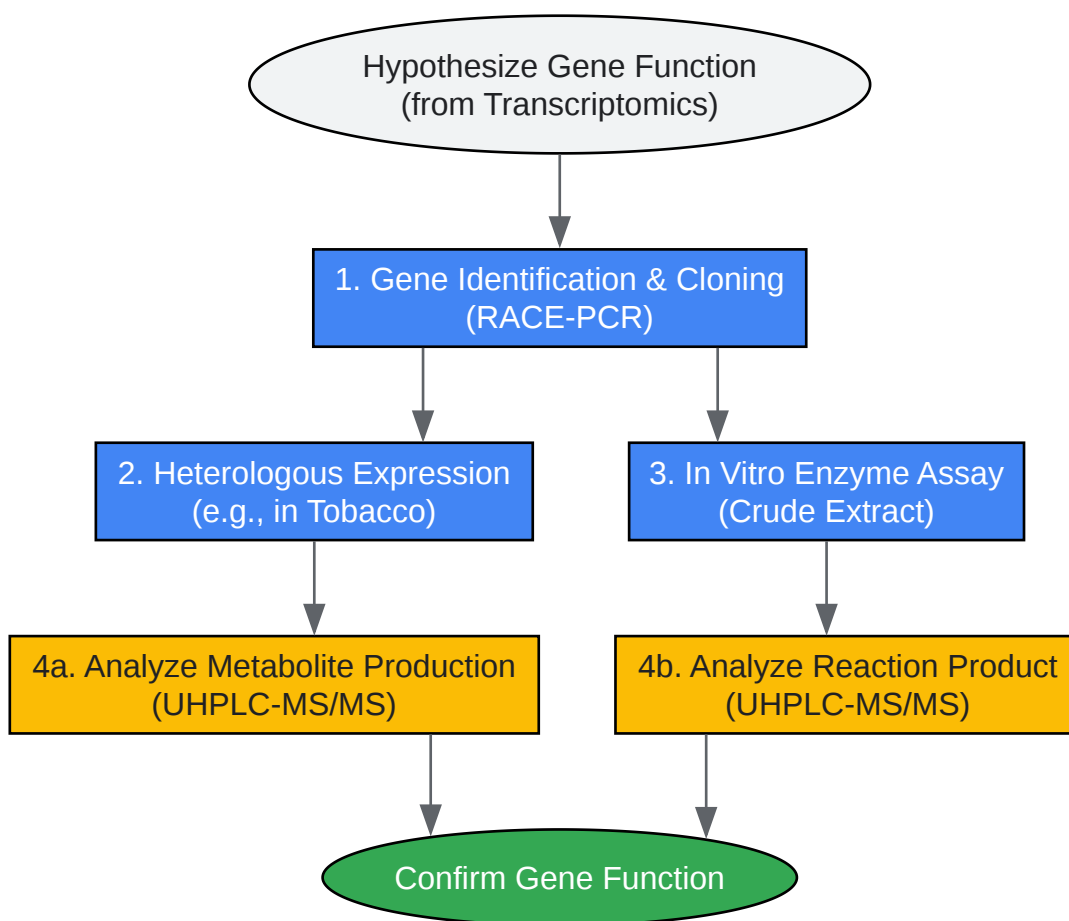 Hypothesize Gene Function
(from Transcriptomics)
1. Gene Identification & Cloning
(RACE-PCR)
2. Heterologous Expression
(e.g., in Tobacco)
3. In Vitro Enzyme Assay
(Crude Extract)
4a. Analyze Metabolite Production
(UHPLC-MS/MS)
4b. Analyze Reaction Product
(UHPLC-MS/MS)
Confirm Gene Function